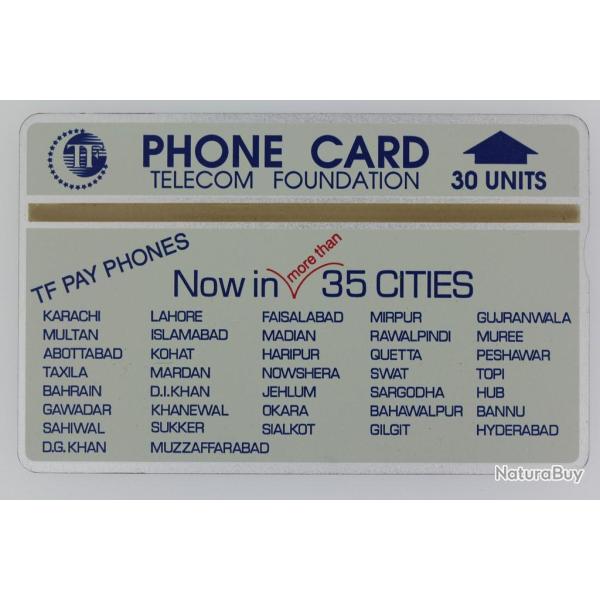 TF
PHONE CARD
TELECOM FOUNDATION
30 UNITS
TF PAY PHONES
Now in more than 35 CITIES
KARACHI LAHORE FAISALABAD MIRPUR GUJRANWALA
MULTAN ISLAMABAD MADIAN RAWALPINDI MUREE
ABOTTABAD KOHAT HARIPUR QUETTA PESHAWAR
TAXILA MARDAN NOWSHERA SWAT TOPI
BAHRAIN D.I.KHAN JEHLUM SARGODHA HUB
GAWADAR KHANEWAL OKARA BAHAWALPUR BANNU
SAHIWAL SUKKER SIALKOT GILGIT HYDERABAD
D.G.KHAN MUZZAFFARABAD
NaturaBuy